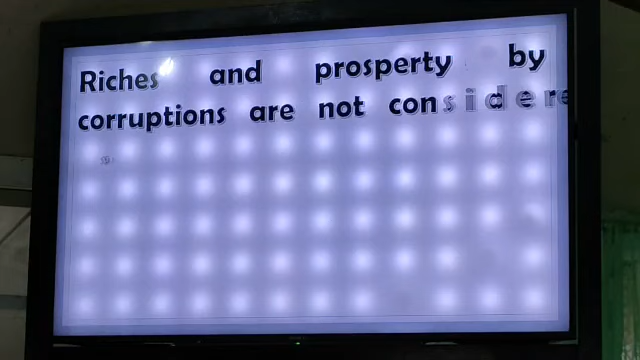 Riches and prosperity by
corruptions are not considere